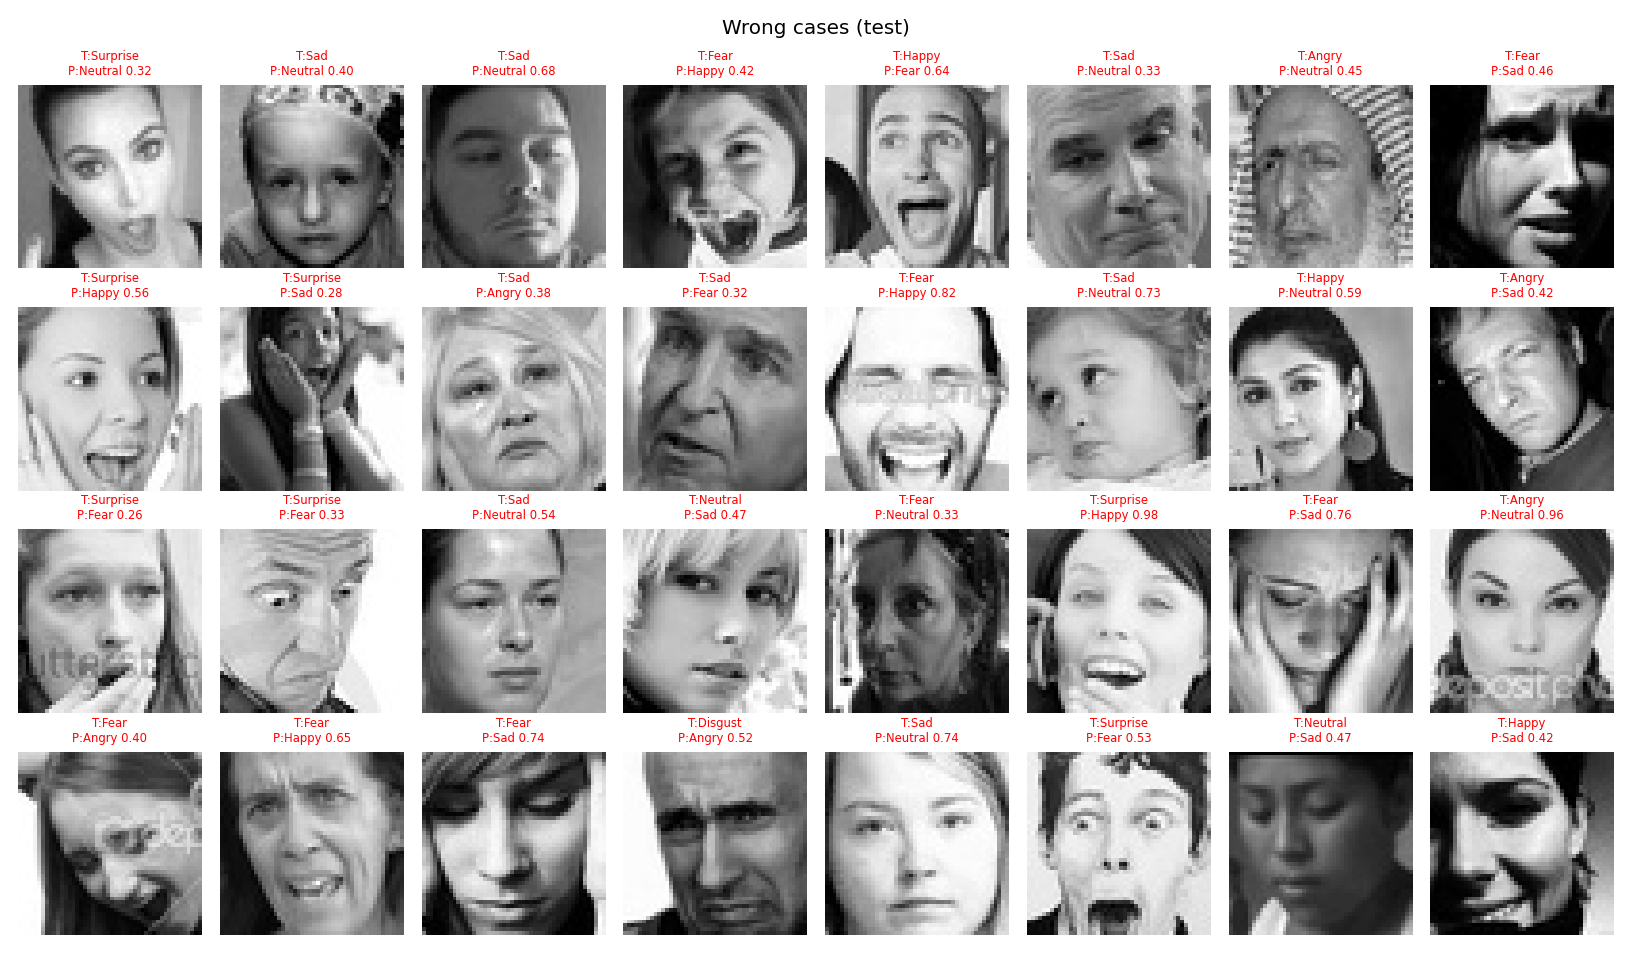 Wrong cases (test)
T:Surprise
P:Neutral 0.32
T:Sad
P:Neutral 0.40
T:Sad
P:Neutral 0.68
T:Fear
P:Happy 0.42
T:Happy
P:Fear 0.64
T:Sad
P:Neutral 0.33
T:Angry
P:Neutral 0.45
T:Fear
P:Sad 0.46
T:Surprise
P:Happy 0.56
T:Surprise
P:Sad 0.28
T:Sad
P:Angry 0.38
T:Sad
P:Fear 0.32
T:Fear
P:Happy 0.82
T:Sad
P:Neutral 0.73
T:Happy
P:Neutral 0.59
T:Angry
P:Sad 0.42
T:Surprise
P:Fear 0.26
T:Surprise
P:Fear 0.33
T:Sad
P:Neutral 0.54
T:Neutral
P:Sad 0.47
T:Fear
P:Neutral 0.33
T:Surprise
P:Happy 0.98
T:Fear
P:Sad 0.76
T:Angry
P:Neutral 0.96
utterstoc
depositpho
T:Fear
P:Angry 0.40
T:Fear
P:Happy 0.65
T:Fear
P:Sad 0.74
T:Disgust
P:Angry 0.52
T:Sad
P:Neutral 0.74
T:Surprise
P:Fear 0.53
T:Neutral
P:Sad 0.47
T:Happy
P:Sad 0.42
dep